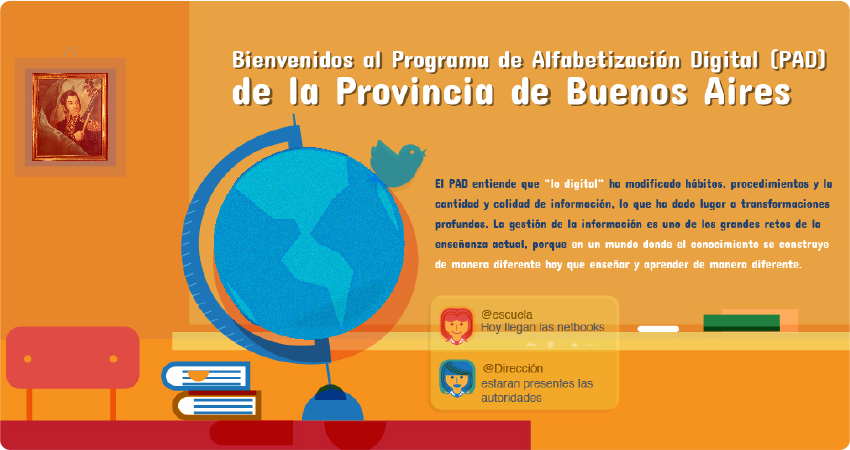 Bienvenidos al Programa de Alfabetización Digital (PAD)
de la Provincia de Buenos Aires
El PAD entiende que "lo digital" ha modificado hábitos, procedimientos y la
cantidad y calidad de información, lo que ha dado lugar a transformaciones
profundas. La gestión de la información es uno de los grandes retos de la
enseñanza actual, porque en un mundo donde el conocimiento se construye
de manera diferente hay que enseñar y aprender de manera diferente.
@escuela
Hoy llegan las netbooks
@Dirección
estaran presentes las
autoridades